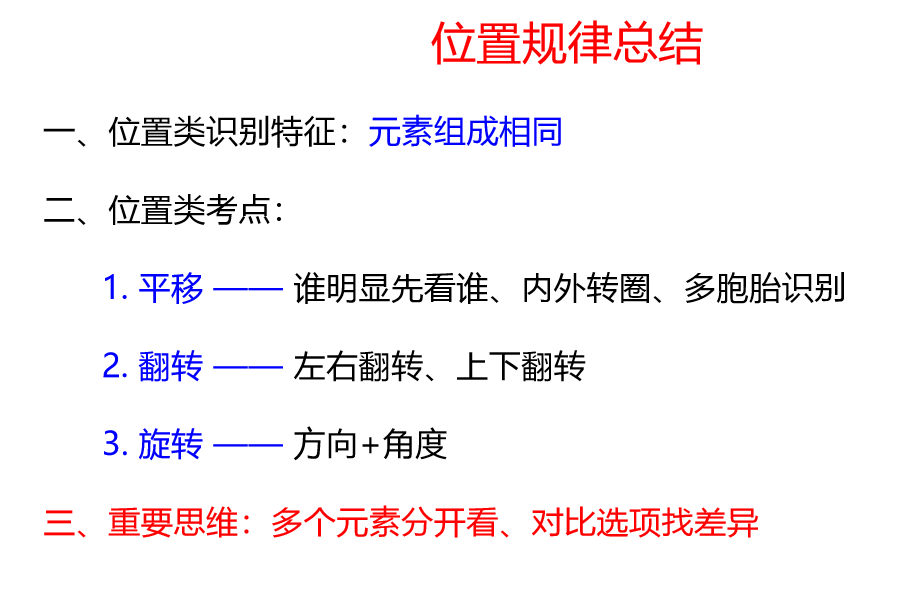 位置规律总结
一、位置类识别特征：元素组成相同
二、位置类考点：
1. 平移 —— 谁明显先看谁、内外转圈、多胞胎识别
2. 翻转 —— 左右翻转、上下翻转
3. 旋转 —— 方向+角度
三、重要思维：多个元素分开看、对比选项找差异